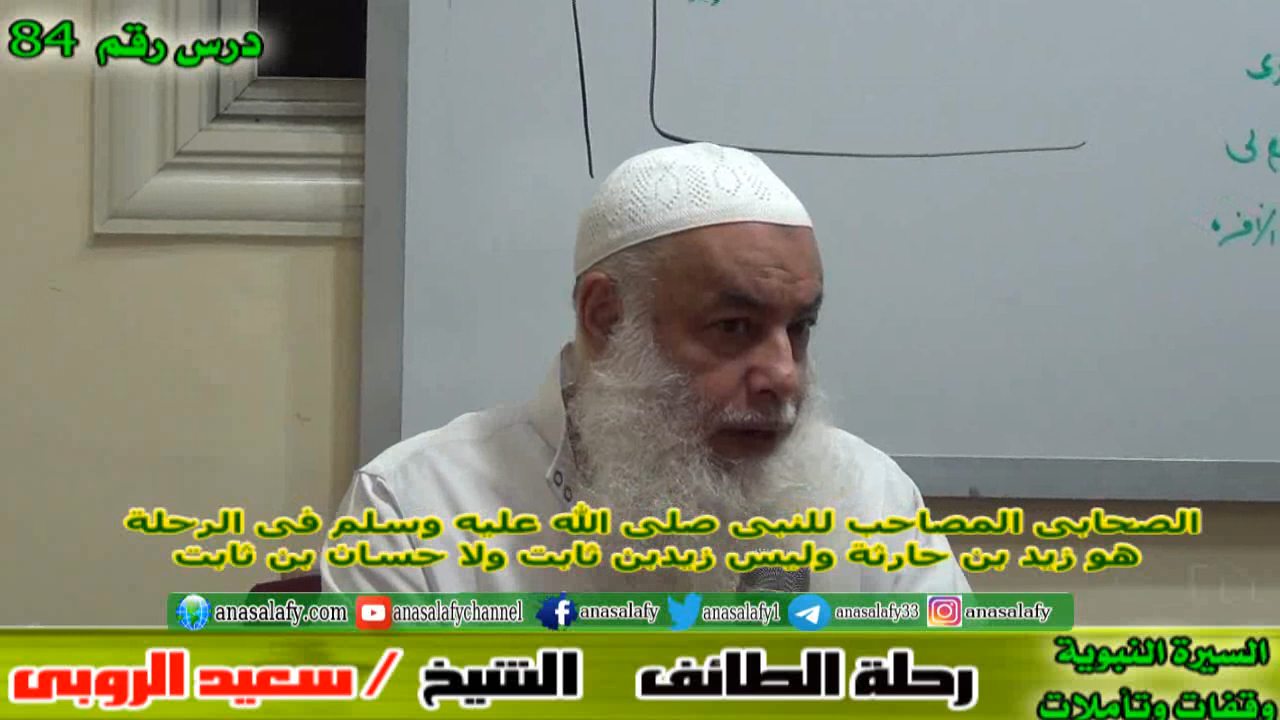 درس رقم 84
رى
ع لى
الصحابى المصاحب للنبى صلى الله عليه وسلم فى الرحلة
هو زيد بن حارثة وليس زيدبن ثابت ولا حسان بن ثابت
anasalafy.com anasalafychannel anasalafy anasalafy1 anasalafy33 anasalafy
السيرة النبوية
وقفات وتأملات
رحلة الطائف الشيخ / سعيد الروبى